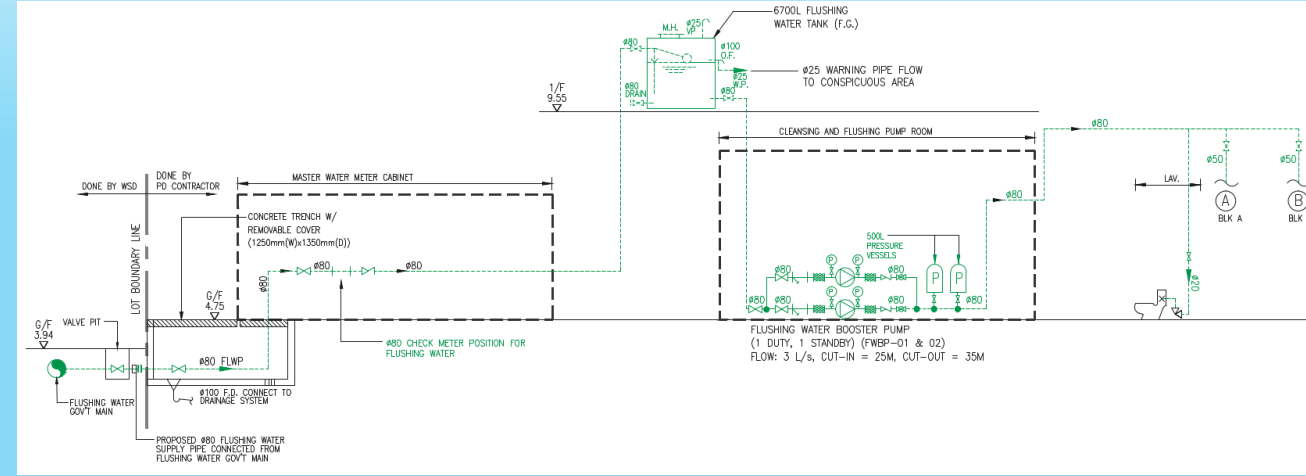 6700L FLUSHING
WATER TANK (F.G.)
M.H.
ø25
VP
ø80
ø100
O.F.
ø25
W.P.
ø25 WARNING PIPE FLOW
TO CONSPICUOUS AREA
ø80
DRAIN
ø80
1/F
9.55
CLEANSING AND FLUSHING PUMP ROOM
ø80
ø50
ø50
LAV.
A
BLK A
B
BLK
DONE BY WSD
DONE BY
PD CONTRACTOR
MASTER WATER METER CABINET
LOT BOUNDARY LINE
CONCRETE TRENCH W/
REMOVABLE COVER
(1250mm(W)x1350mm(D))
ø80
ø80
ø80
ø80
500L
PRESSURE
VESSELS
P
P
ø80
ø80
P
P
P
P
ø80
ø80
ø80
ø80
ø20
G/F
4.75
G/F
3.94
VALVE PIT
ø80 CHECK METER POSITION FOR
FLUSHING WATER
FLUSHING WATER BOOSTER PUMP
(1 DUTY, 1 STANDBY) (FWBP-01 & 02)
FLOW: 3 L/s, CUT-IN = 25M, CUT-OUT = 35M
ø80 FLWP
ø100 F.D. CONNECT TO
DRAINAGE SYSTEM
FLUSHING WATER
GOV'T MAIN
PROPOSED ø80 FLUSHING WATER
SUPPLY PIPE CONNECTED FROM
FLUSHING WATER GOV'T MAIN